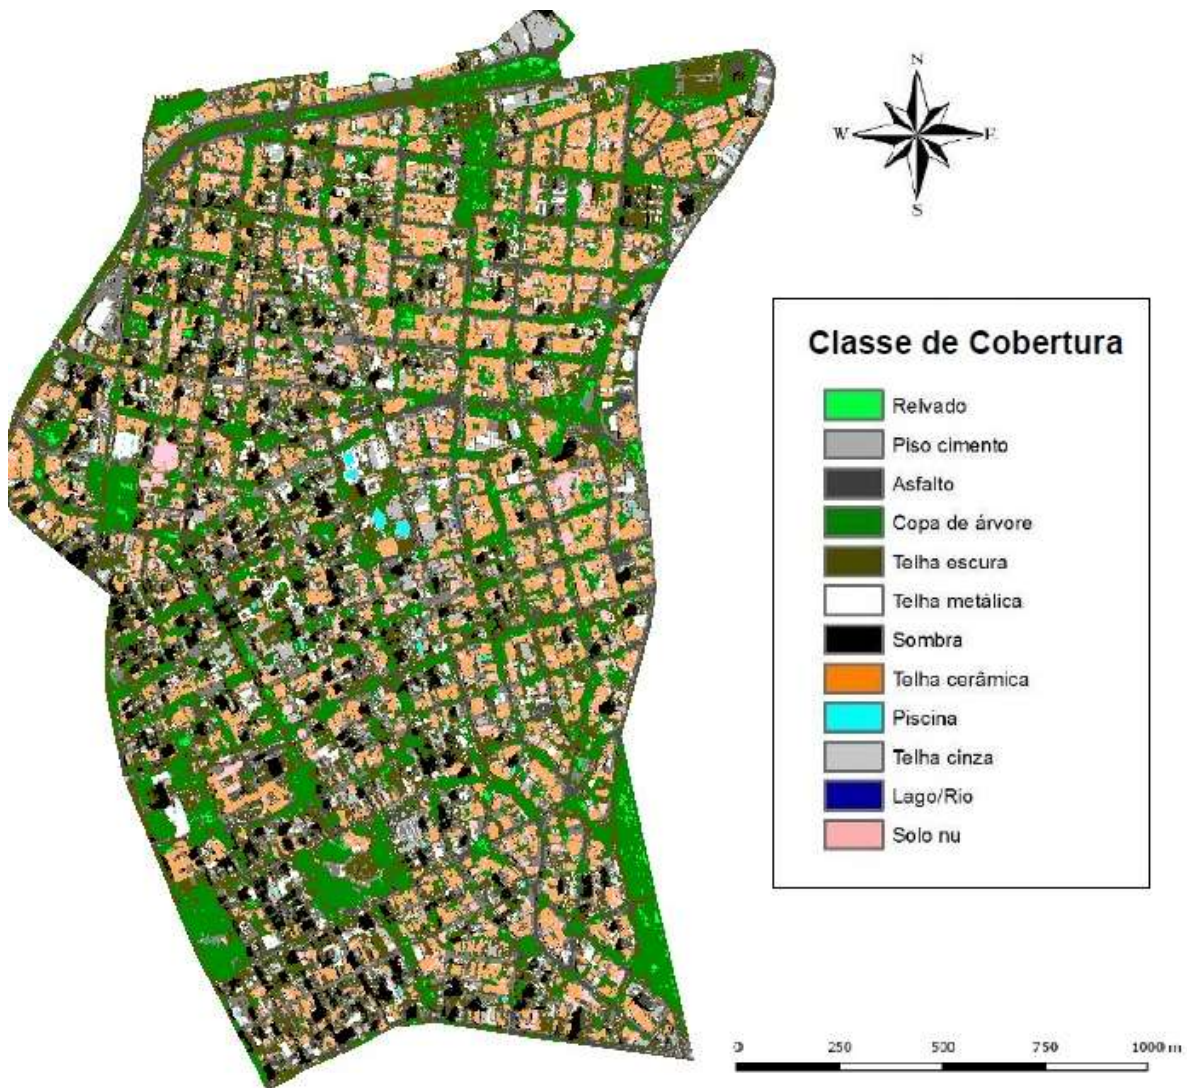 N
W E
S
Classe de Cobertura
Relvado
Piso cimento
Asfalto
Copa de árvore
Telha escura
Telha metálica
Sombra
Telha cerâmica
Piscina
Telha cinza
Lago/Rio
Solo nu
0 250 500 750 1000 m